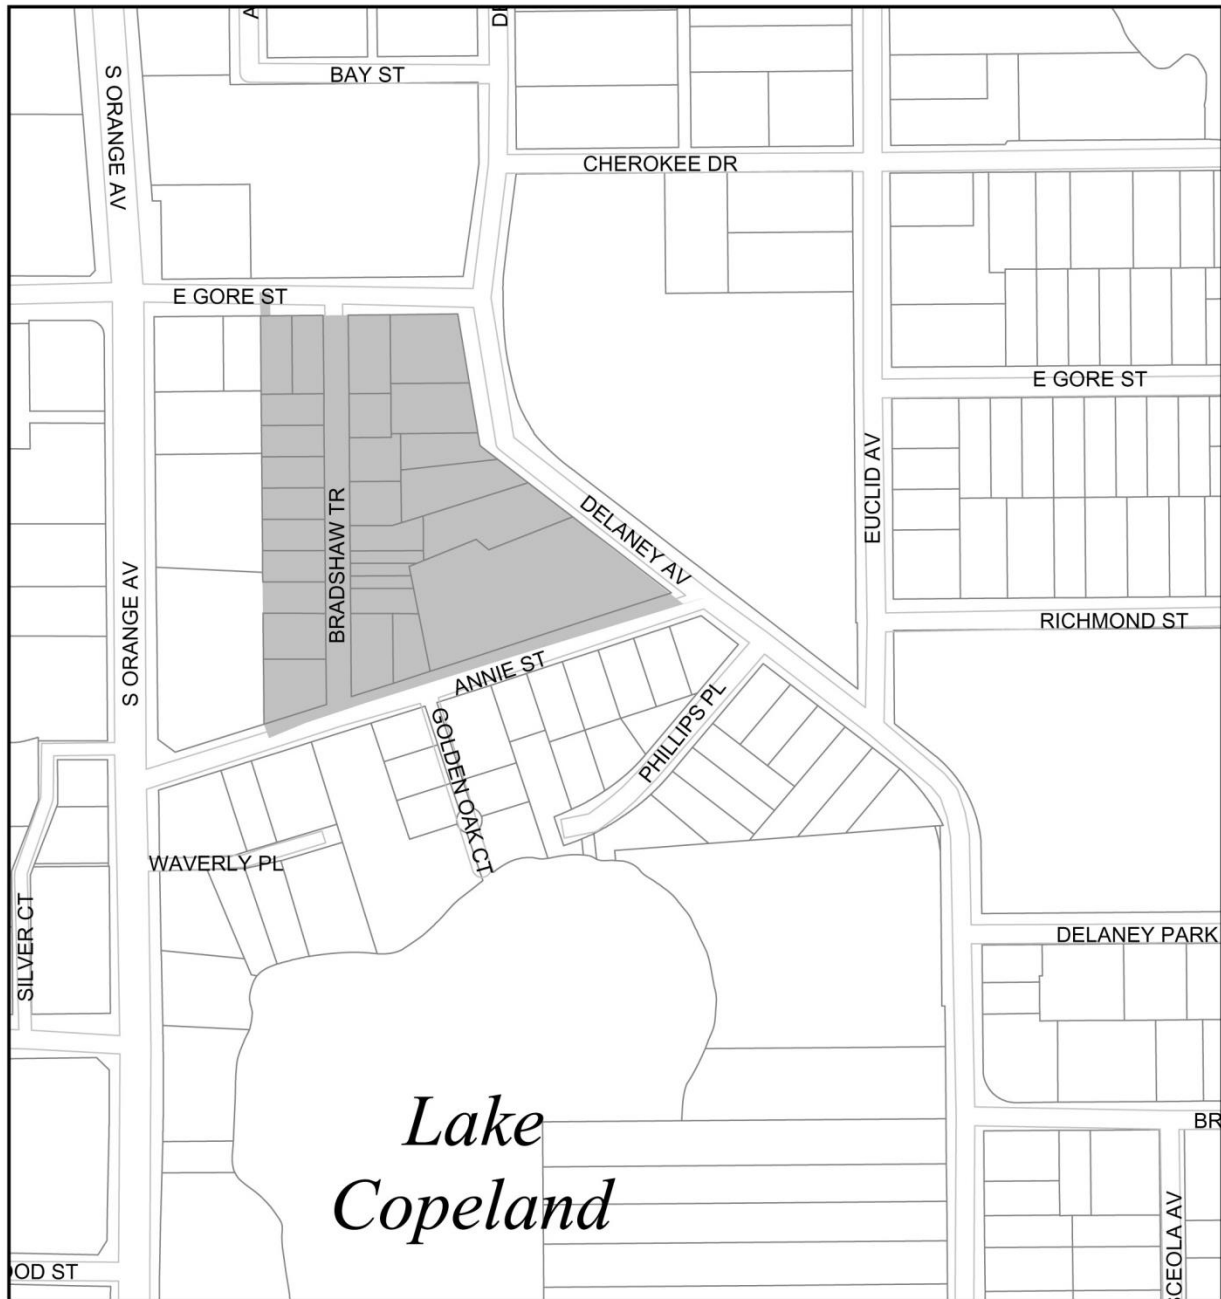 BAY ST
S ORANGE AV
CHEROKEE DR
E GORE ST
E GORE ST
EUCLID AV
BRADSHAW TR
DELANEY AV
S ORANGE AV
RICHMOND ST
ANNIE ST
PHILLIPS PL
GOLDEN OAK CT
WAVERLY PL
SILVER CT
DELANEY PARK
Lake
Copeland
BR
CEOLA AV
OOD ST